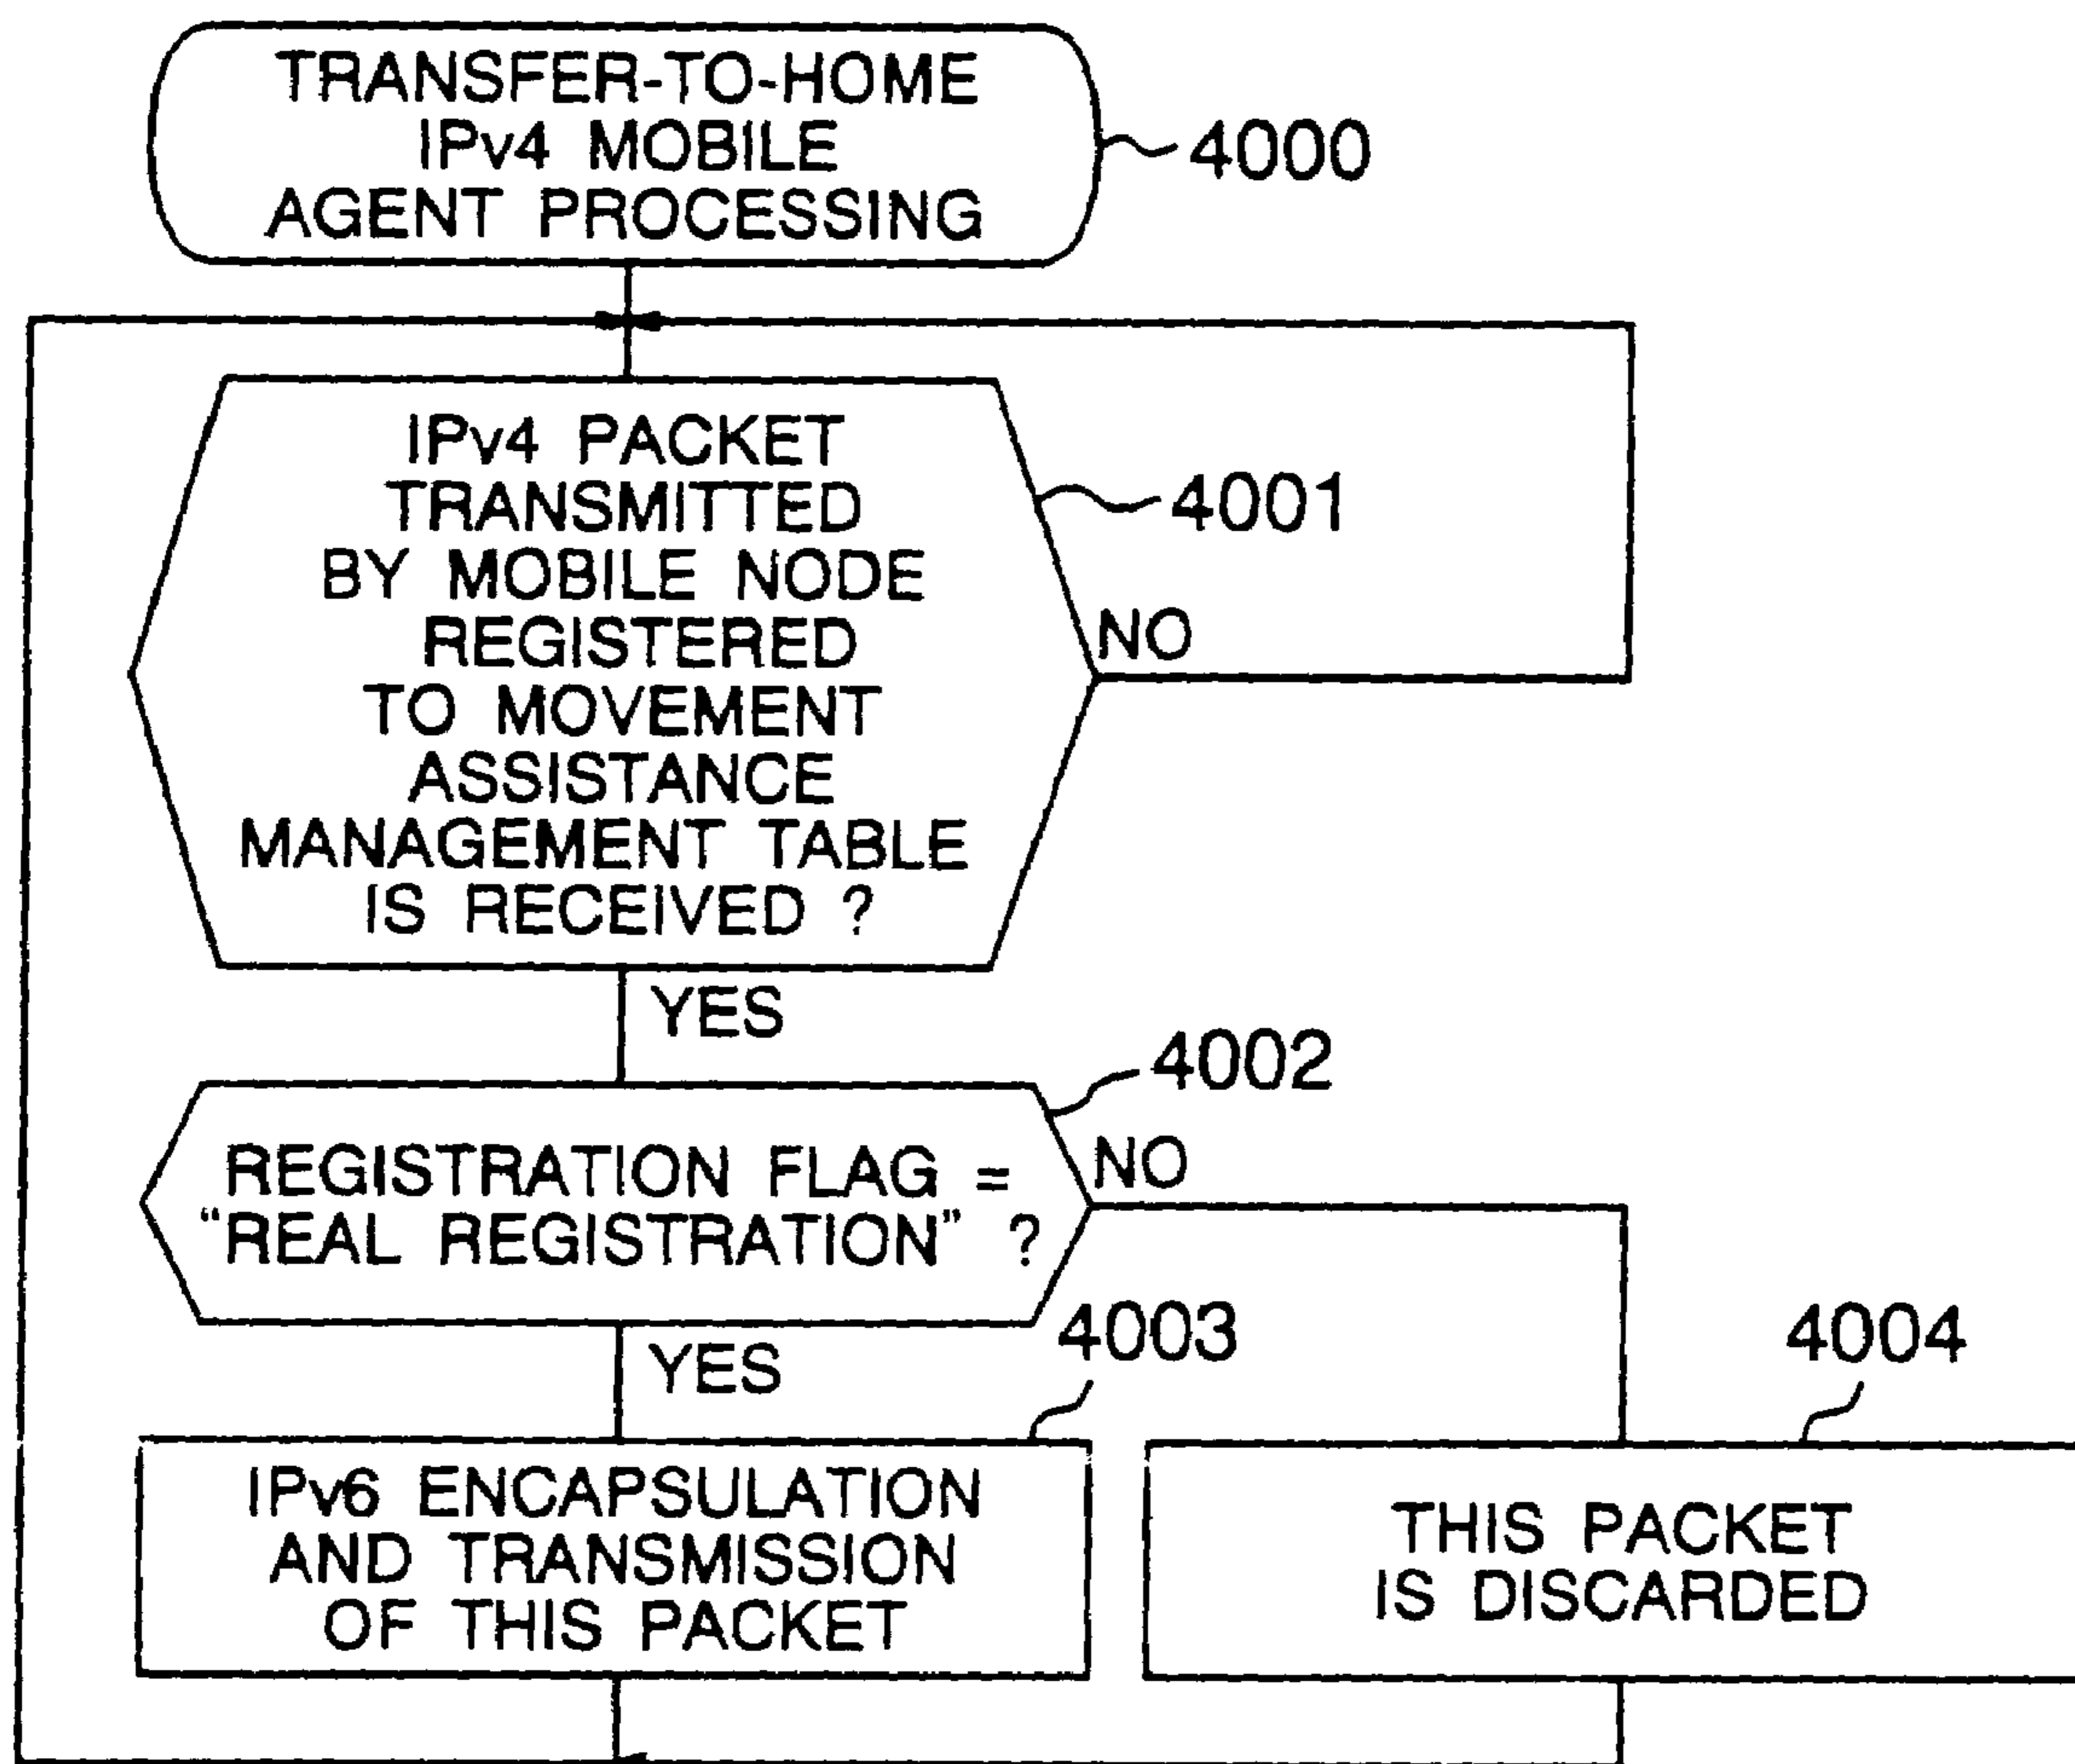 TRANSFER-TO-HOME
IPv4 MOBILE
AGENT PROCESSING
4000
IPv4 PACKET
TRANSMITTED
BY MOBILE NODE
REGISTERED
TO MOVEMENT
ASSISTANCE
MANAGEMENT TABLE
IS RECEIVED ?
4001
NO
YES
4002
REGISTRATION FLAG =
“REAL REGISTRATION” ?
NO
YES
4003
4004
IPv6 ENCAPSULATION
AND TRANSMISSION
OF THIS PACKET
THIS PACKET
IS DISCARDED